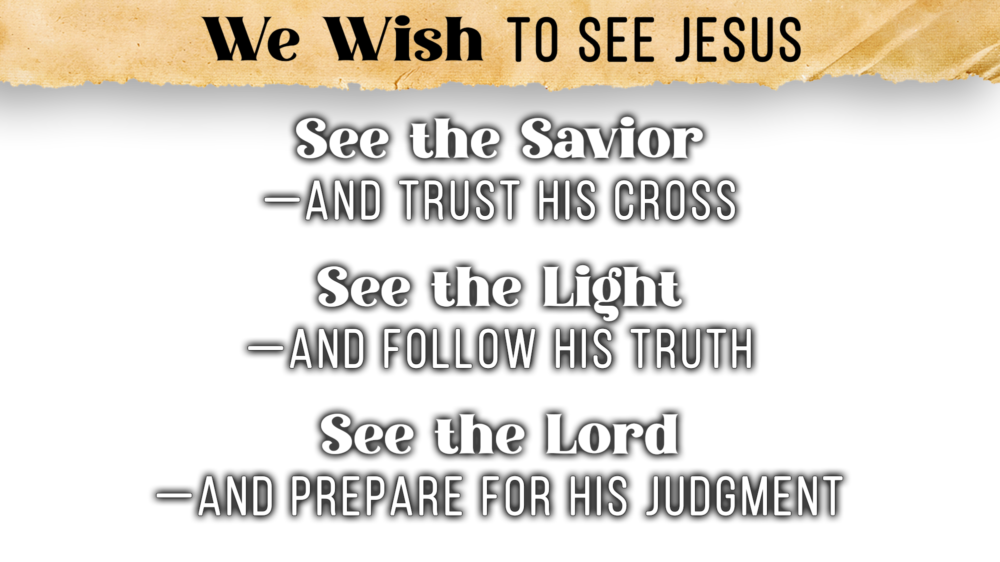 We Wish TO SEE JESUS
See the Savior
—AND TRUST HIS CROSS
See the Light
—AND FOLLOW HIS TRUTH
See the Lord
—AND PREPARE FOR HIS JUDGMENT